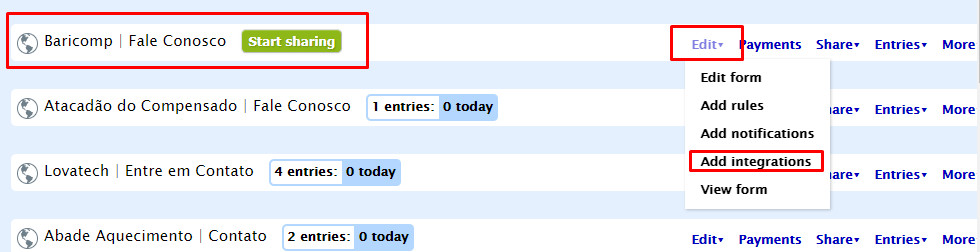 Baricomp | Fale Conosco Start sharing Edit▾ Payments Share▾ Entries▾ More
Edit form
Atacadão do Compensado | Fale Conosco 1 entries: 0 today Add rules Share▾ Entries▾ More
Add notifications
Lovatech | Entre em Contato 4 entries: 0 today Add integrations Entries▾ More
View form
Abade Aquecimento | Contato 2 entries: 0 today Edit▾ Payments Share▾ Entries▾ More